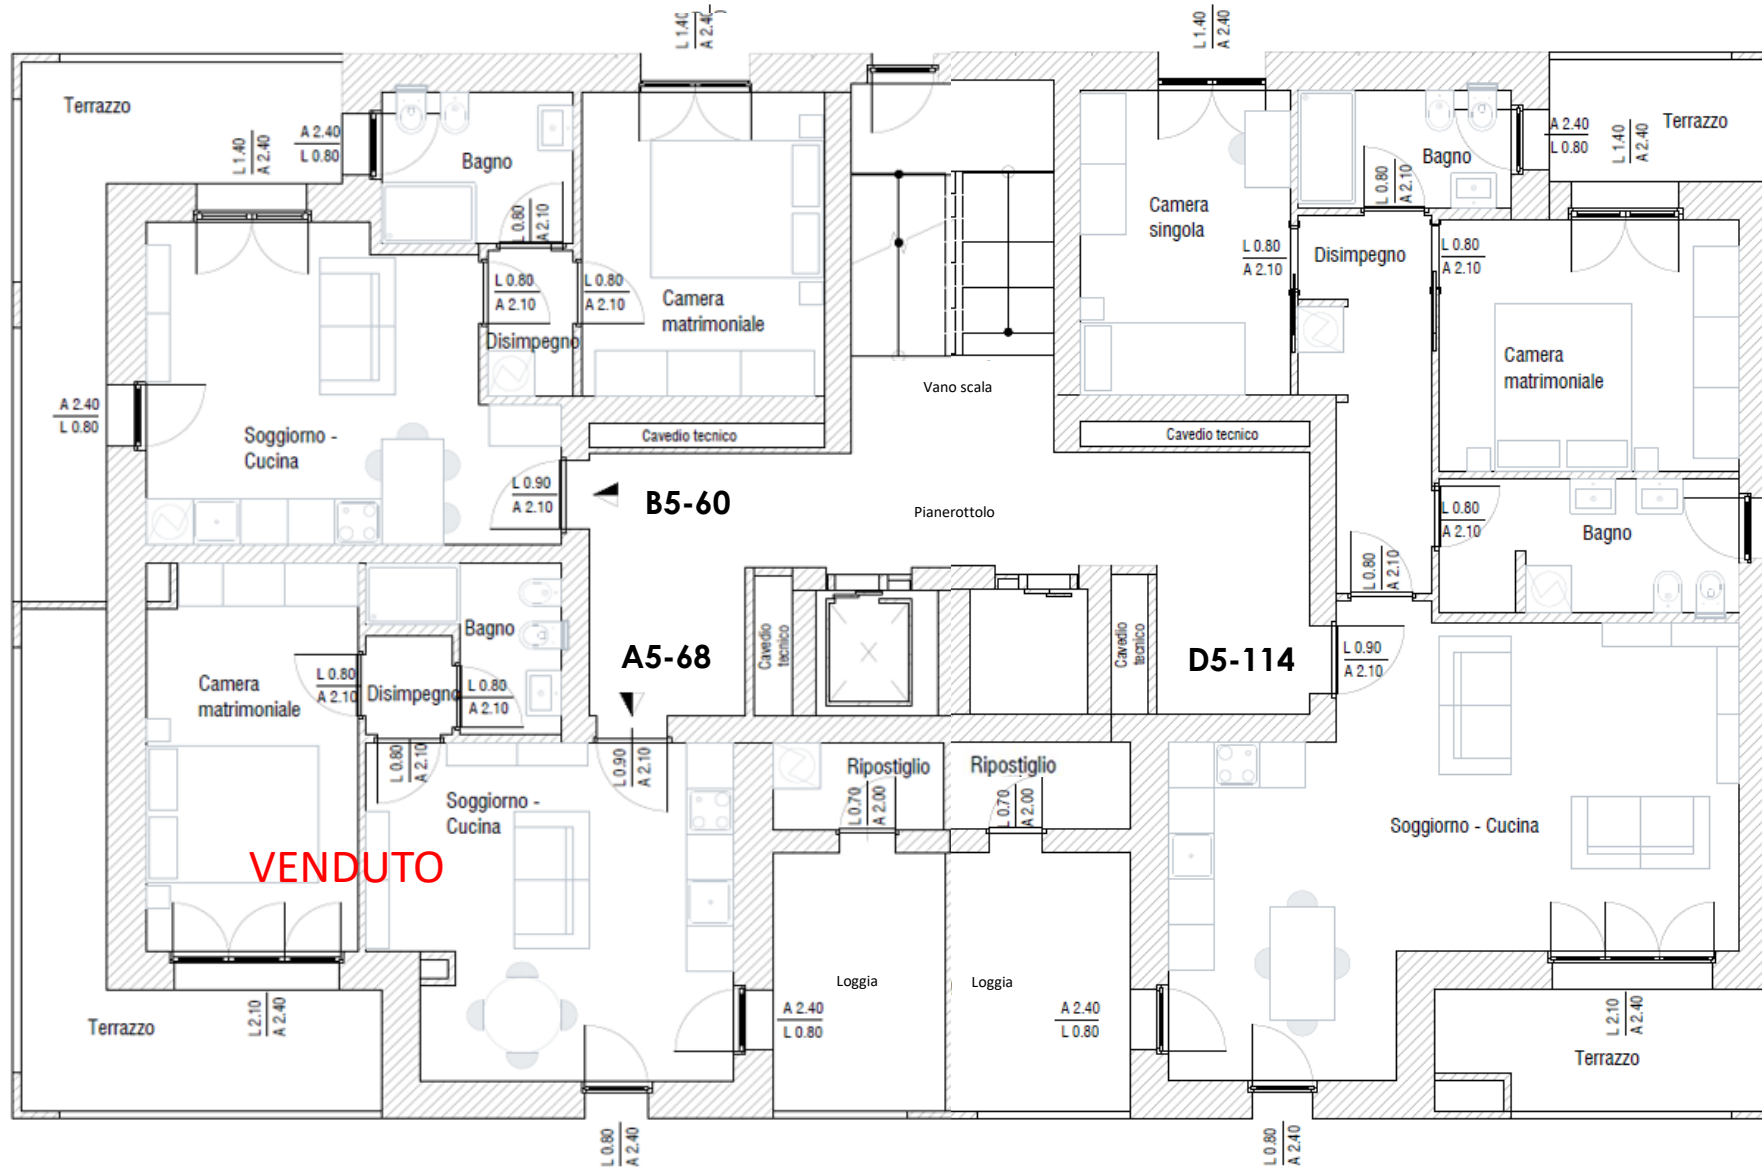 L 1.40
A 2.40
L 1.40
A 2.40
Terrazzo
L 1.40
A 2.40
A 2.40
L 0.80
Bagno
L 0.80
A 2.10
L 0.80
A 2.10
L 0.80
A 2.10
Disimpegno
Camera
matrimoniale
A 2.40
L 0.80
Soggiorno -
Cucina
L 0.90
A 2.10
Cavedio tecnico
B5-60
Vano scala
Pianerottolo
Camera
singola
L 0.80
A 2.10
Disimpegno
L 0.80
A 2.10
Bagno
A 2.40
L 0.80
L 1.40
A 2.40
Terrazzo
L 0.80
A 2.10
Camera
matrimoniale
Cavedio tecnico
L 0.80
A 2.10
Bagno
L 0.80
A 2.10
Camera
matrimoniale
L 0.80
A 2.10
Disimpegno
Bagno
L 0.80
A 2.10
L 0.80
A 2.10
A5-68
Cavedio
tecnico
Cavedio
tecnico
D5-114
L 0.90
A 2.10
L 0.90
A 2.10
Soggiorno -
Cucina
Ripostiglio
L 0.70
A 2.00
Ripostiglio
L 0.70
A 2.00
Soggiorno - Cucina
VENDUTO
Loggia
Loggia
A 2.40
L 0.80
A 2.40
L 0.80
Terrazzo
L 2.10
A 2.40
L 2.10
A 2.40
Terrazzo
L 0.80
A 2.40
L 0.80
A 2.40